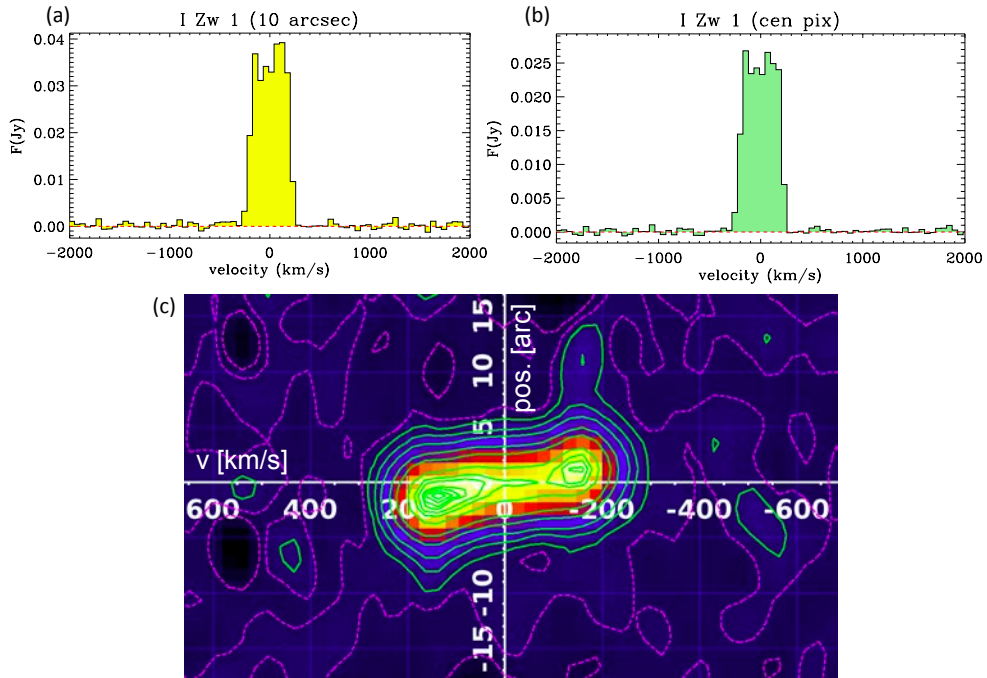 (a)
I Zw 1 (10 arcsec)
F(Jy)
0.04
0.03
0.02
0.01
0.00
−2000 −1000 0 1000 2000
velocity (km/s)
(b)
I Zw 1 (cen pix)
F(Jy)
0.025
0.020
0.015
0.010
0.005
0.000
−2000 −1000 0 1000 2000
velocity (km/s)
(c)
pos. [arc]
15
10
5
v [km/s]
600 400 20 0 -200 -400 -600
-10
-15